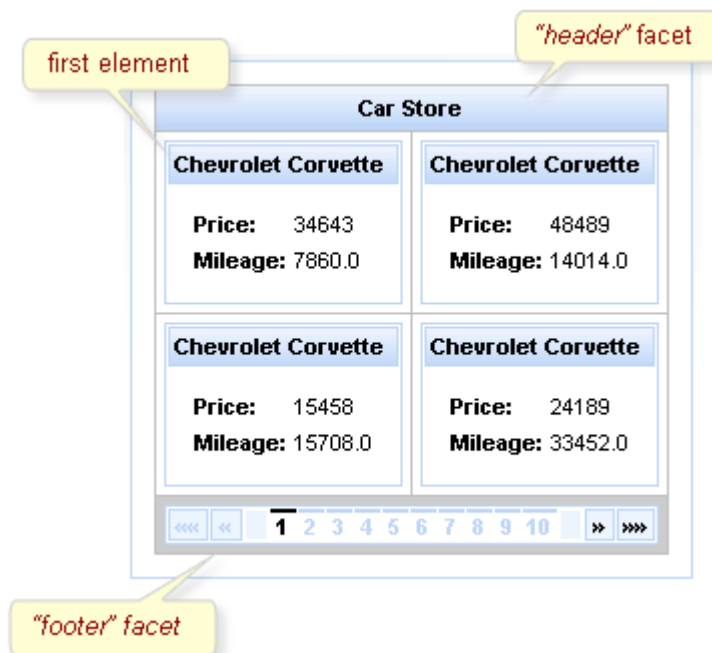 “header” facet
first element
Car Store
Chevrolet Corvette
Price: 34643
Mileage: 7860.0
Chevrolet Corvette
Price: 48489
Mileage: 14014.0
Chevrolet Corvette
Price: 15458
Mileage: 15708.0
Chevrolet Corvette
Price: 24189
Mileage: 33452.0
«« « 1 2 3 4 5 6 7 8 9 10 » »»
“footer” facet